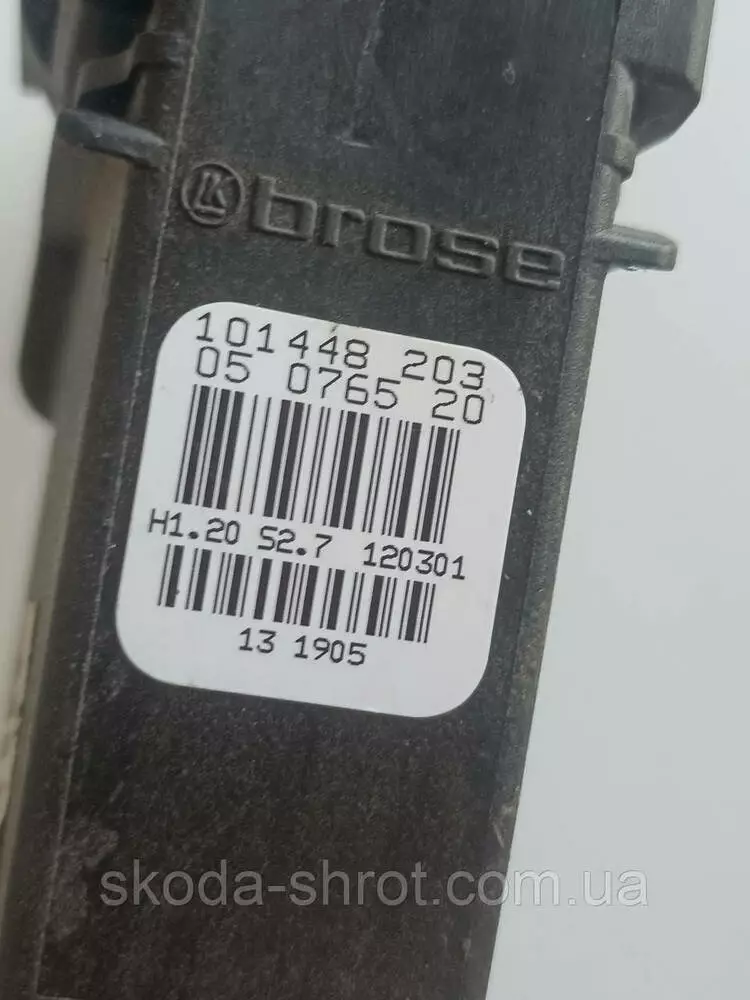 brose
101448 203
05 0765 20
H1.20 S2.7 120301
13 1905
skoda-shrot.com.ua